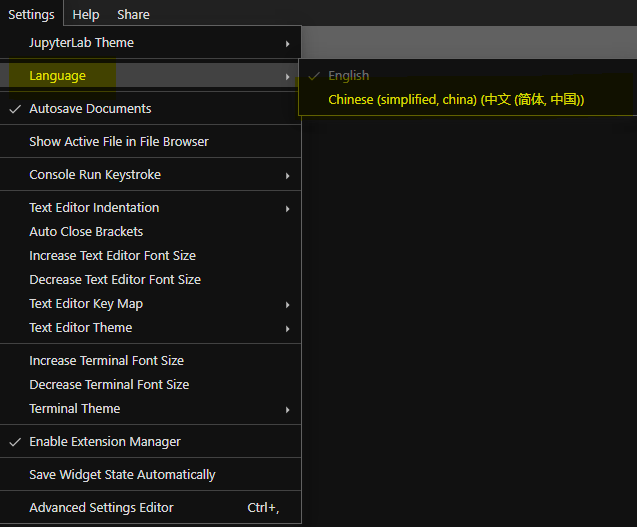 Settings Help Share
JupyterLab Theme
Language
English
Chinese (simplified, china) (中文 (简体, 中国))
Autosave Documents
Show Active File in File Browser
Console Run Keystroke
Text Editor Indentation
Auto Close Brackets
Increase Text Editor Font Size
Decrease Text Editor Font Size
Text Editor Key Map
Text Editor Theme
Increase Terminal Font Size
Decrease Terminal Font Size
Terminal Theme
Enable Extension Manager
Save Widget State Automatically
Advanced Settings Editor Ctrl+,